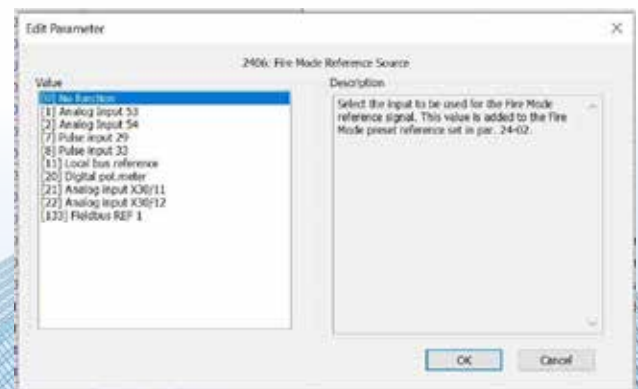 Edit Parameter
2406: Fire Mode Reference Source
Value
Description
[0] No function
[1] Analog Input 53
[2] Analog Input 54
[7] Pulse input 29
[8] Pulse input 33
[11] Local bus reference
[20] Digital pot.meter
[21] Analog input X30/11
[22] Analog input X30/12
[133] Fieldbus REF 1
Select the input to be used for the Fire Mode
reference signal. This value is added to the Fire
Mode preset reference set in par. 24-02.
OK
Cancel